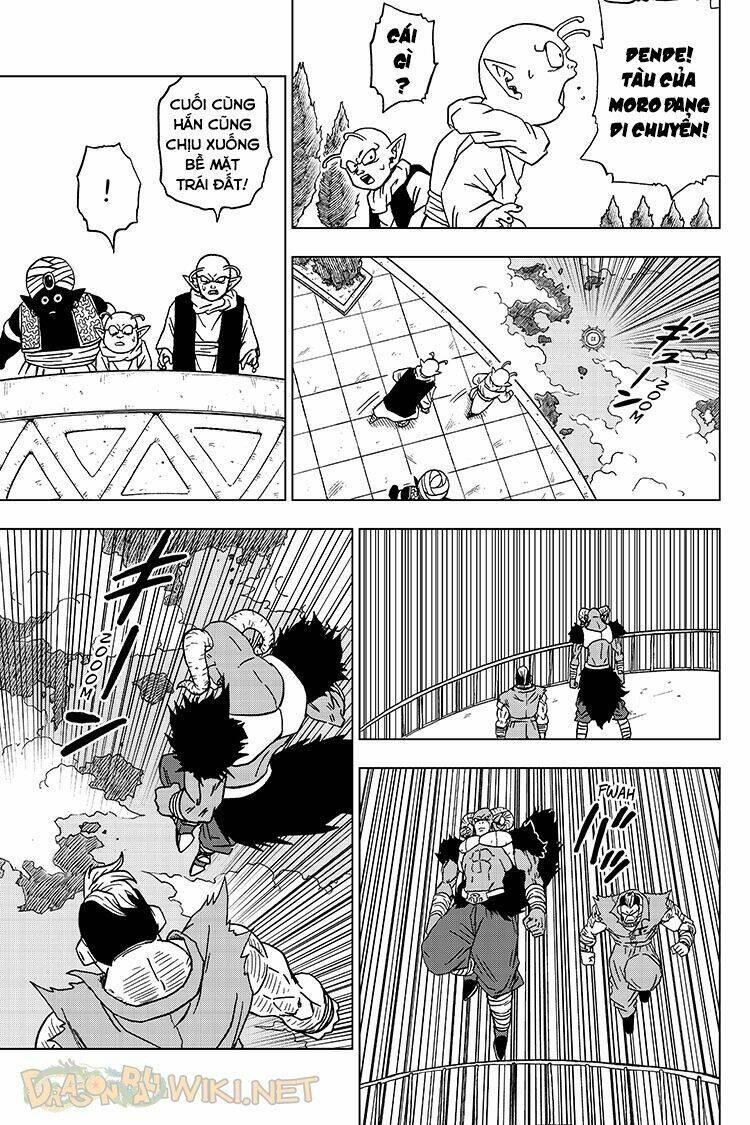 DENDE!
TÀU CỦA
MORO ĐANG
DI CHUYỂN!
CÁI
GÌ
?
CUỐI CÙNG
HẮN CŨNG
CHỊU XUỐNG
BỀ MẶT
TRÁI ĐẤT!
!
ギューン
ZOOM
ギューン
ZOOOM
FWAH
バッ
DRAGONBALLWIKI.NET